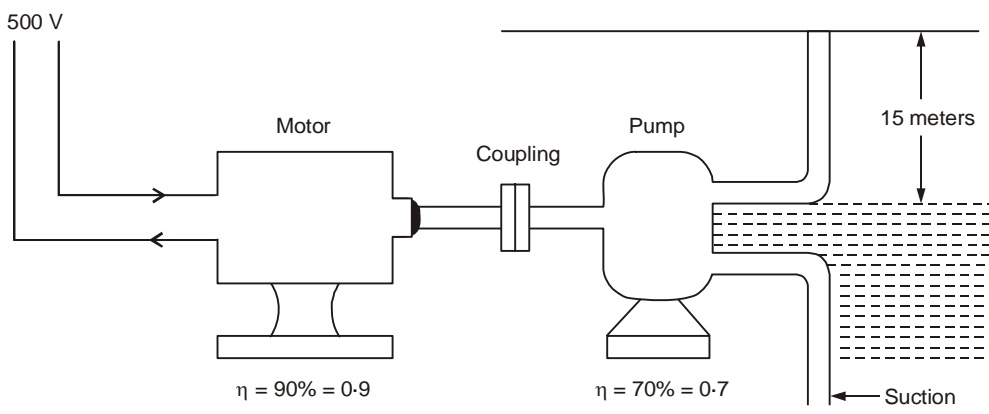 500 V
Motor
Coupling
Pump
15 meters
η = 90% = 0·9
η = 70% = 0·7
Suction